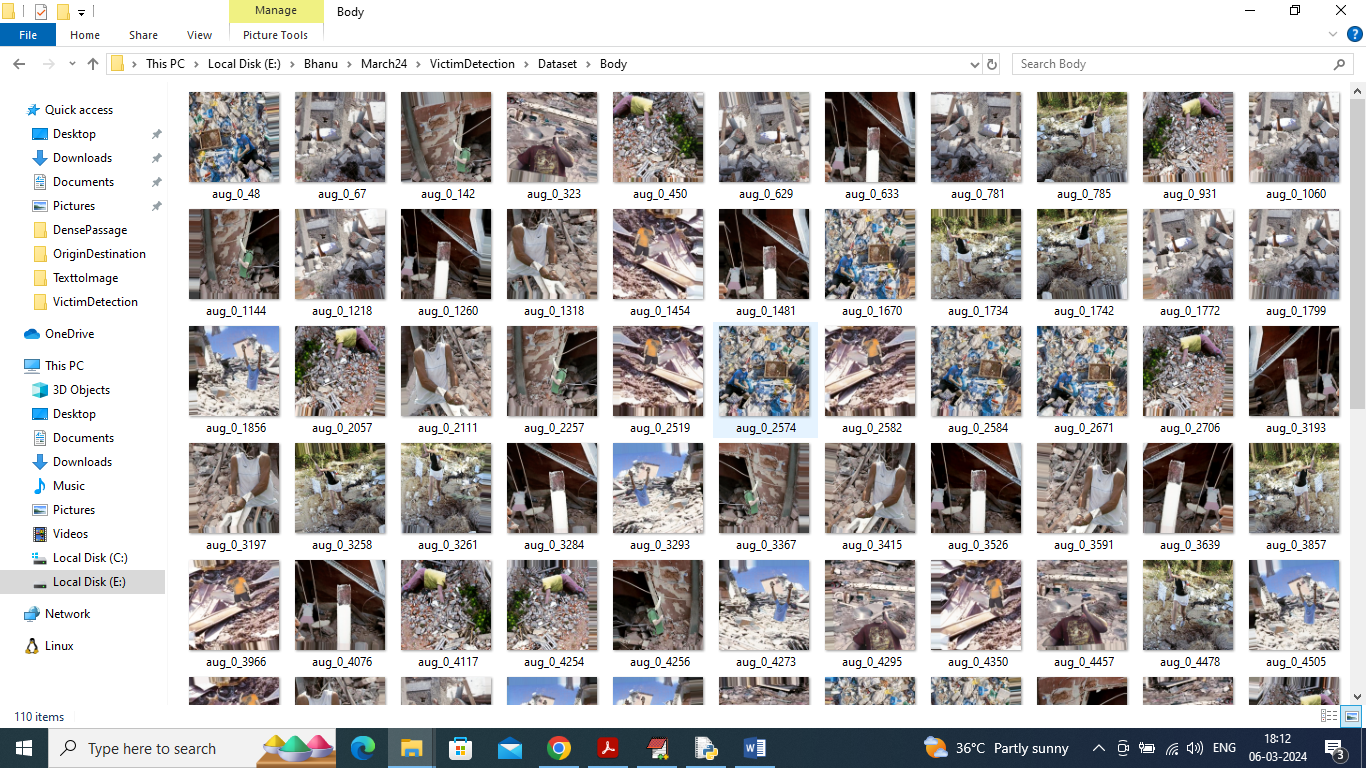 Manage
Body
File
Home
Share
View
Picture Tools
This PC
Local Disk (E:)
Bhanu
March24
VictimDetection
Dataset
Body
Search Body
Quick access
Desktop
Downloads
Documents
Pictures
DensePassage
OriginDestination
TexttoImage
VictimDetection
OneDrive
This PC
3D Objects
Desktop
Documents
Downloads
Music
Pictures
Videos
Local Disk (C:)
Local Disk (E:)
Network
Linux
aug_0_48 aug_0_67 aug_0_142 aug_0_323 aug_0_450 aug_0_629 aug_0_633 aug_0_781 aug_0_785 aug_0_931 aug_0_1060
aug_0_1144 aug_0_1218 aug_0_1260 aug_0_1318 aug_0_1454 aug_0_1481 aug_0_1670 aug_0_1734 aug_0_1742 aug_0_1772 aug_0_1799
aug_0_1856 aug_0_2057 aug_0_2111 aug_0_2257 aug_0_2519 aug_0_2574 aug_0_2582 aug_0_2584 aug_0_2671 aug_0_2706 aug_0_3193
aug_0_3197 aug_0_3258 aug_0_3261 aug_0_3284 aug_0_3293 aug_0_3367 aug_0_3415 aug_0_3526 aug_0_3591 aug_0_3639 aug_0_3857
aug_0_3966 aug_0_4076 aug_0_4117 aug_0_4254 aug_0_4256 aug_0_4273 aug_0_4295 aug_0_4350 aug_0_4457 aug_0_4478 aug_0_4505
110 items
Type here to search
36°C Partly sunny
ENG
18:12
06-03-2024
3